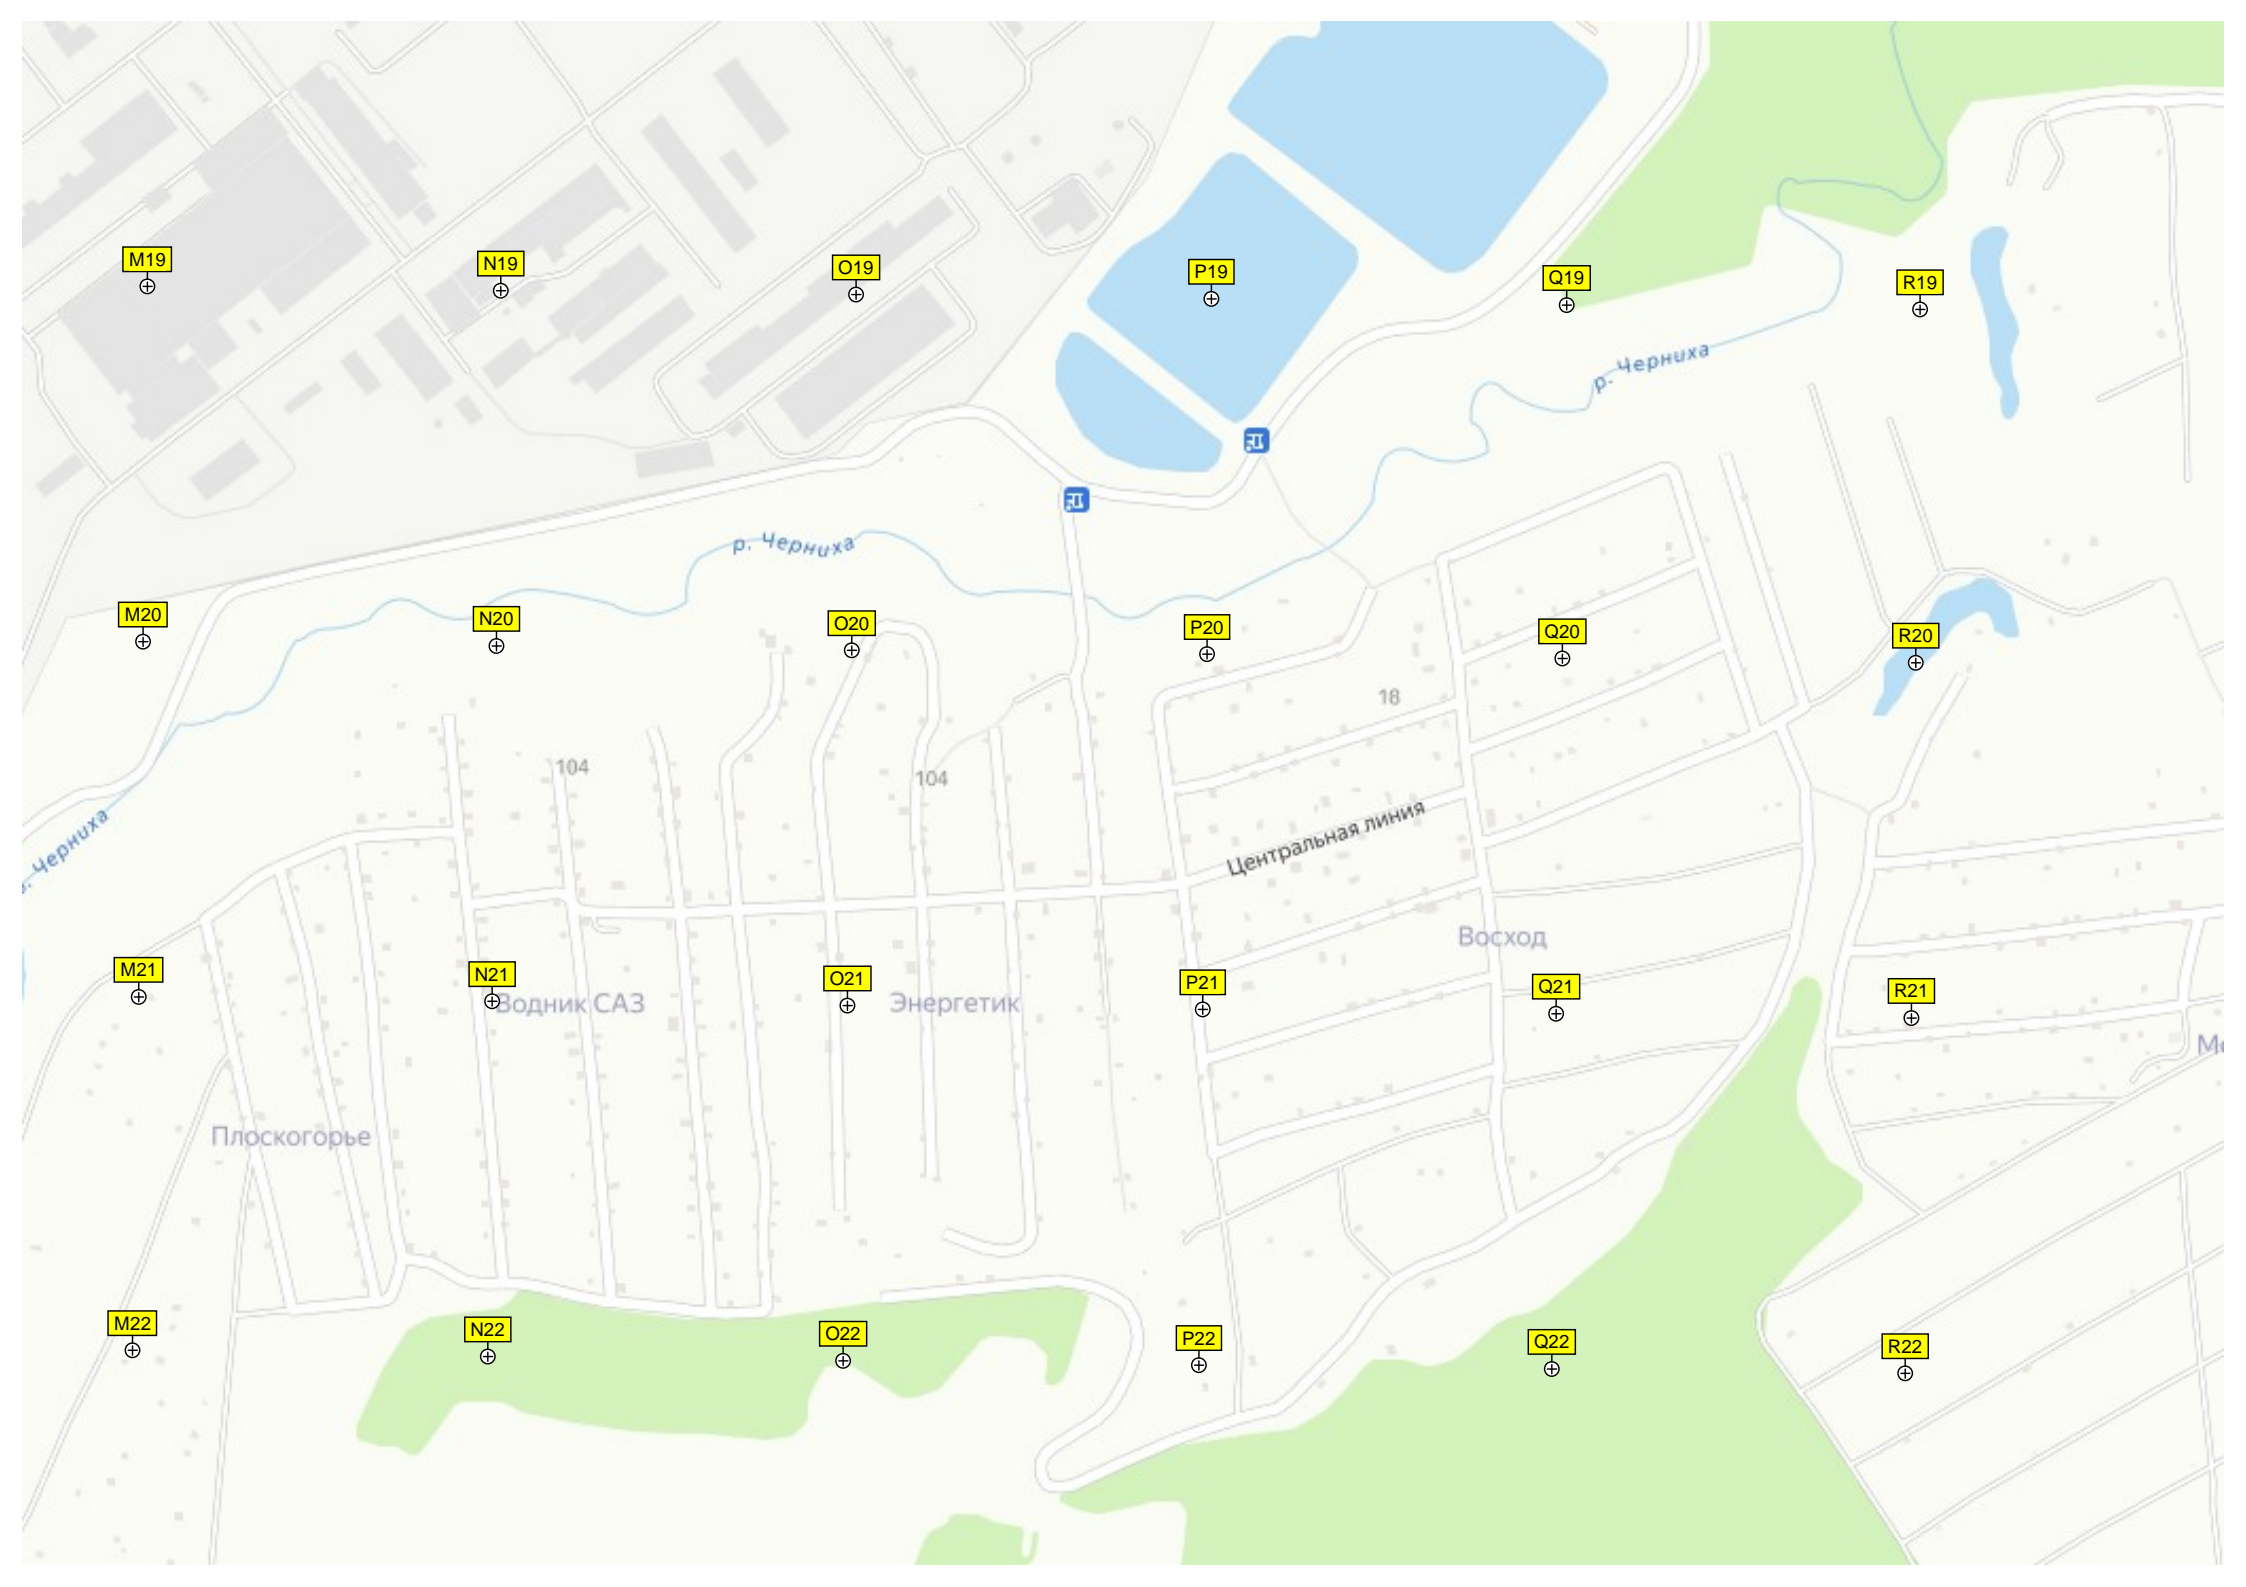 M19
N19
O19
P19
Q19
R19
р. Черниха
р. Черниха
M20
N20
O20
P20
Q20
R20
18
104
104
Центральная линия
Черниха
Восход
M21
N21
O21
P21
Q21
R21
Водник САЗ
Энергетик
Плоскогорье
M22
N22
O22
P22
Q22
R22